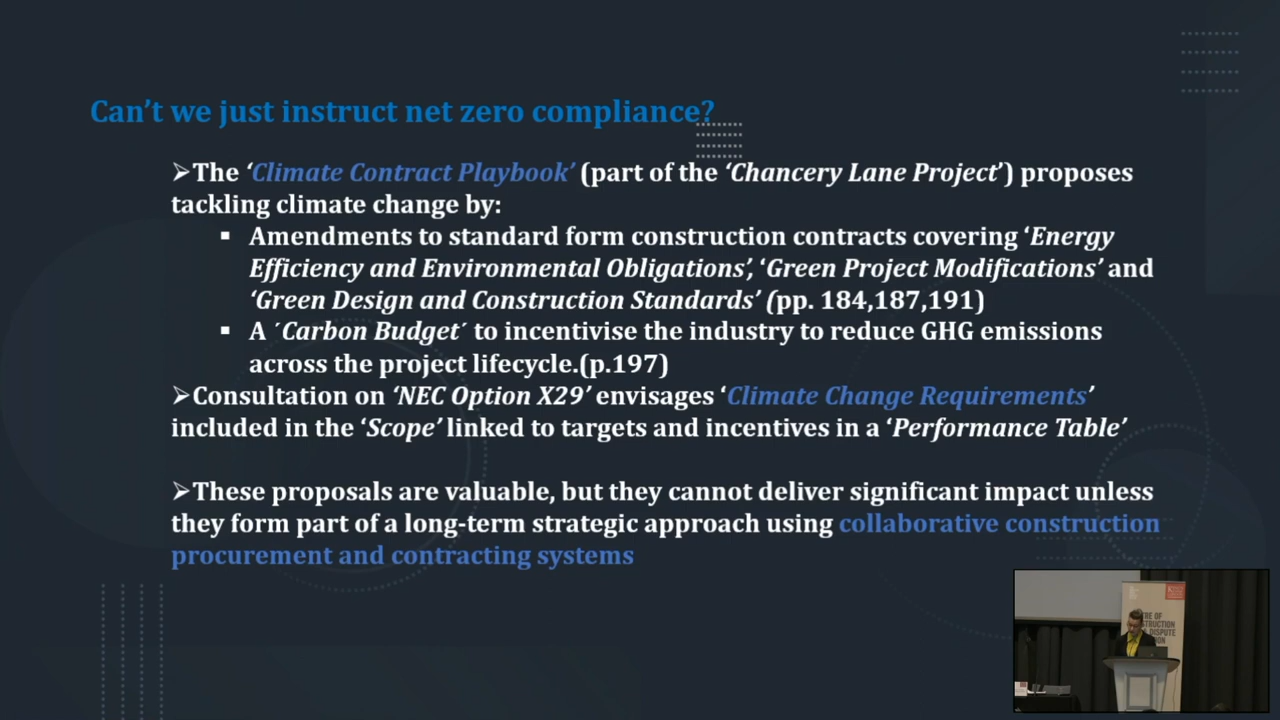 Can’t we just instruct net zero compliance?
➢The ‘Climate Contract Playbook’ (part of the ‘Chancery Lane Project’) proposes
tackling climate change by:
▪ Amendments to standard form construction contracts covering ‘Energy
Efficiency and Environmental Obligations’, ‘Green Project Modifications’ and
‘Green Design and Construction Standards’ (pp. 184,187,191)
▪ A ´Carbon Budget´ to incentivise the industry to reduce GHG emissions
across the project lifecycle.(p.197)
➢Consultation on ‘NEC Option X29’ envisages ‘Climate Change Requirements’
included in the ‘Scope’ linked to targets and incentives in a ‘Performance Table’
➢These proposals are valuable, but they cannot deliver significant impact unless
they form part of a long-term strategic approach using collaborative construction
procurement and contracting systems
DISPUTE